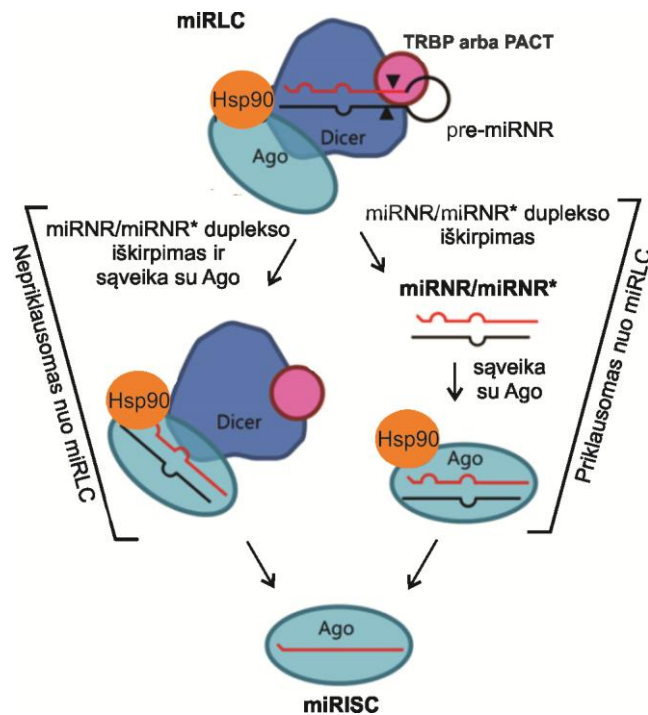 miRLC
TRBP arba PACT
Hsp90
pre-miRNR
Dicer
Ago
miRNR/miRNR* duplekso
iškirpimas ir
sąveika su Ago
miRNR/miRNR* duplekso
iškirpimas
Nepriklausomas nuo miRLC
Priklausomas nuo miRLC
miRNR/miRNR*
sąveika
su Ago
Hsp90
Dicer
Hsp90
Ago
Ago
miRISC